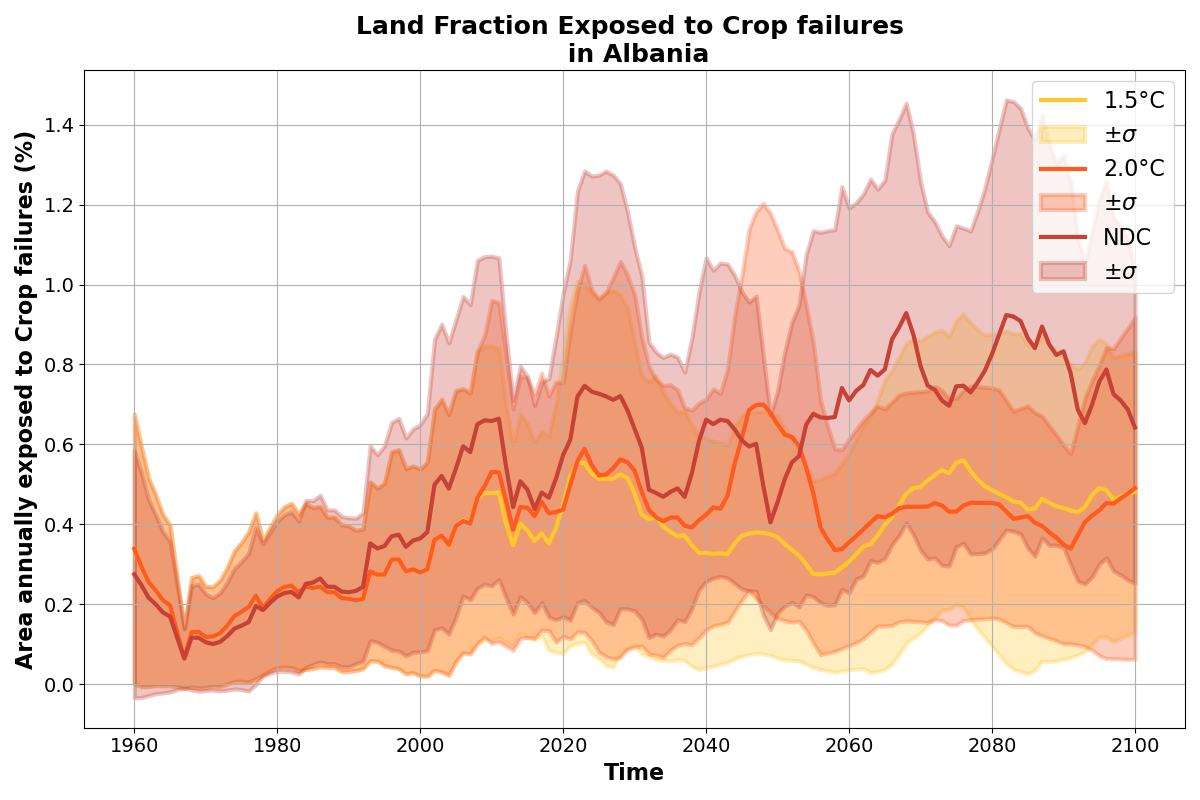 Land Fraction Exposed to Crop failures
in Albania
Area annually exposed to Crop failures (%)
1.4
1.2
1.0
0.8
0.6
0.4
0.2
0.0
1960
1980
2000
2020
2040
2060
2080
2100
Time
1.5°C
±σ
2.0°C
±σ
NDC
±σ